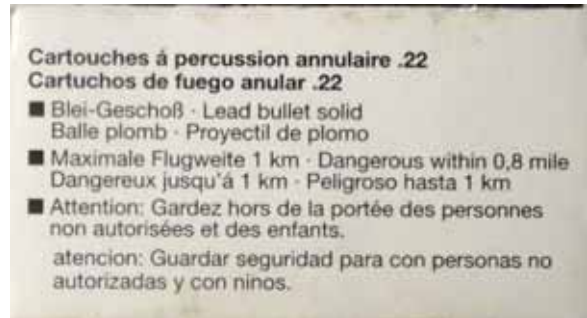 Cartouches á percussion annulaire .22
Cartuchos de fuego anular .22
■ Blei-Geschoß · Lead bullet solid
Balle plomb · Proyectil de plomo
■ Maximale Flugweite 1 km · Dangerous within 0,8 mile
Dangereux jusqu'á 1 km · Peligroso hasta 1 km
■ Attention: Gardez hors de la portée des personnes
non autorisées et des enfants.
atencion: Guardar seguridad para con personas no
autorizadas y con ninos.